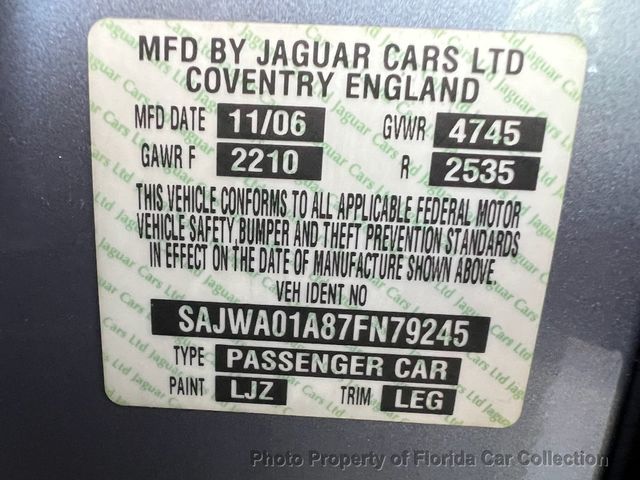 MFD BY JAGUAR CARS LTD
COVENTRY ENGLAND
MFD DATE 11/06 GVWR 4745
GAWR F 2210 R 2535
THIS VEHICLE CONFORMS TO ALL APPLICABLE FEDERAL MOTOR
VEHICLE SAFETY BUMPER AND THEFT PREVENTION STANDARDS
IN EFFECT ON THE DATE OF MANUFACTURE SHOWN ABOVE
VEH IDENT NO
SAJWA01A87FN79245
TYPE PASSENGER CAR
PAINT LJZ TRIM LEG
Photo Property of Florida Car Collection